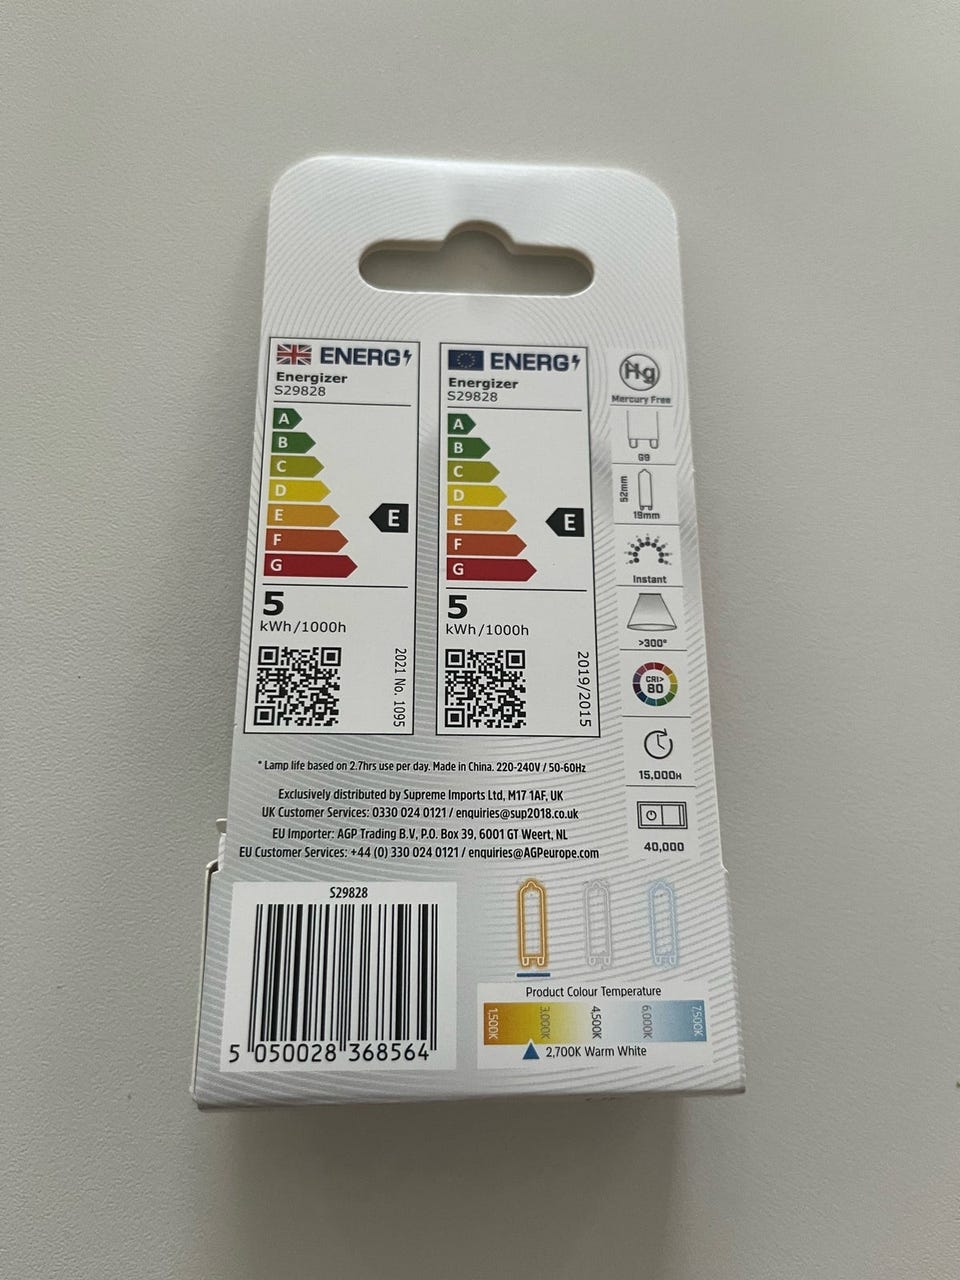 ENERG
Energizer
S29828
A
B
C
D
E
F
G
E
5
kWh/1000h
2021 No. 1095
ENERG
Energizer
S29828
A
B
C
D
E
F
G
E
5
kWh/1000h
2019/2015
Hg
Mercury Free
G9
52mm
19mm
Instant
>300°
CRI>
80
15,000H
40,000
* Lamp life based on 2.7hrs use per day. Made in China. 220-240V / 50-60Hz
Exclusively distributed by Supreme Imports Ltd, M17 1AF, UK
UK Customer Services: 0330 024 0121 / enquiries@sup2018.co.uk
EU Importer: AGP Trading B.V, P.O. Box 39, 6001 GT Weert, NL
EU Customer Services: +44 (0) 330 024 0121 / enquiries@AGPeurope.com
S29828
5 050028 368564
Product Colour Temperature
1,500K
3,000K
4,500K
6,000K
7,500K
2,700K Warm White